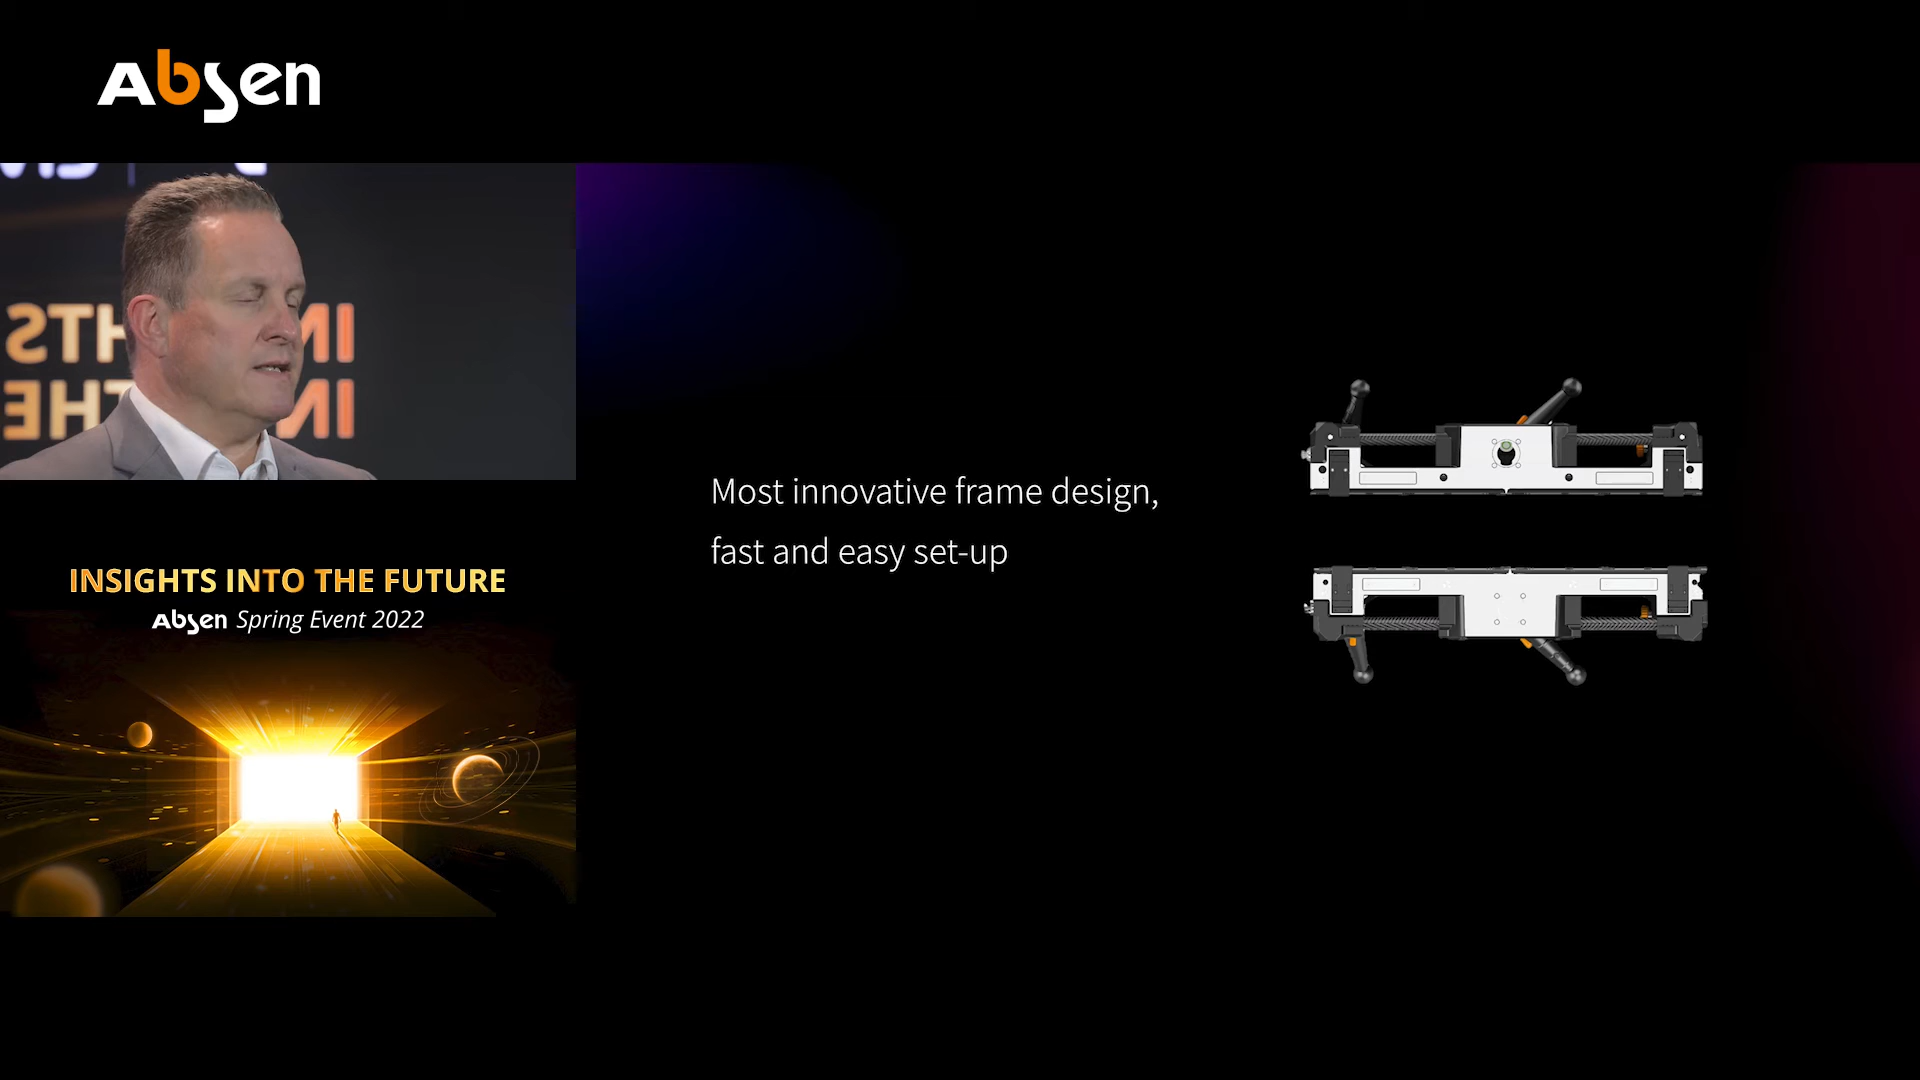 Absen
INSIGHTS INTO THE FUTURE
Absen Spring Event 2022
Most innovative frame design,
fast and easy set-up